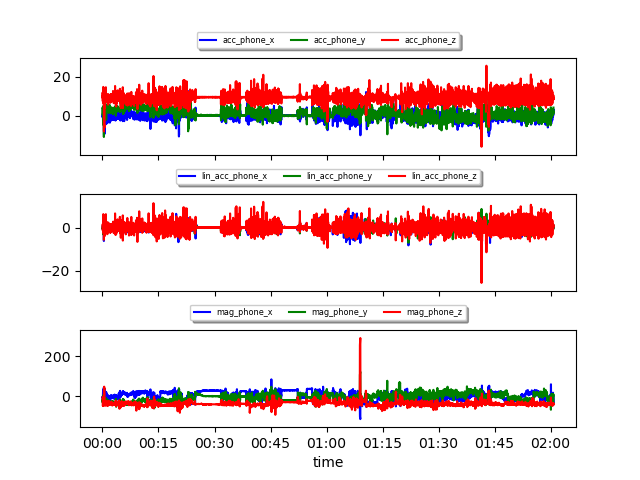 acc_phone_x acc_phone_y acc_phone_z
20
0
lin_acc_phone_x lin_acc_phone_y lin_acc_phone_z
0
−20
mag_phone_x mag_phone_y mag_phone_z
200
0
00:00 00:15 00:30 00:45 01:00 01:15 01:30 01:45 02:00
time